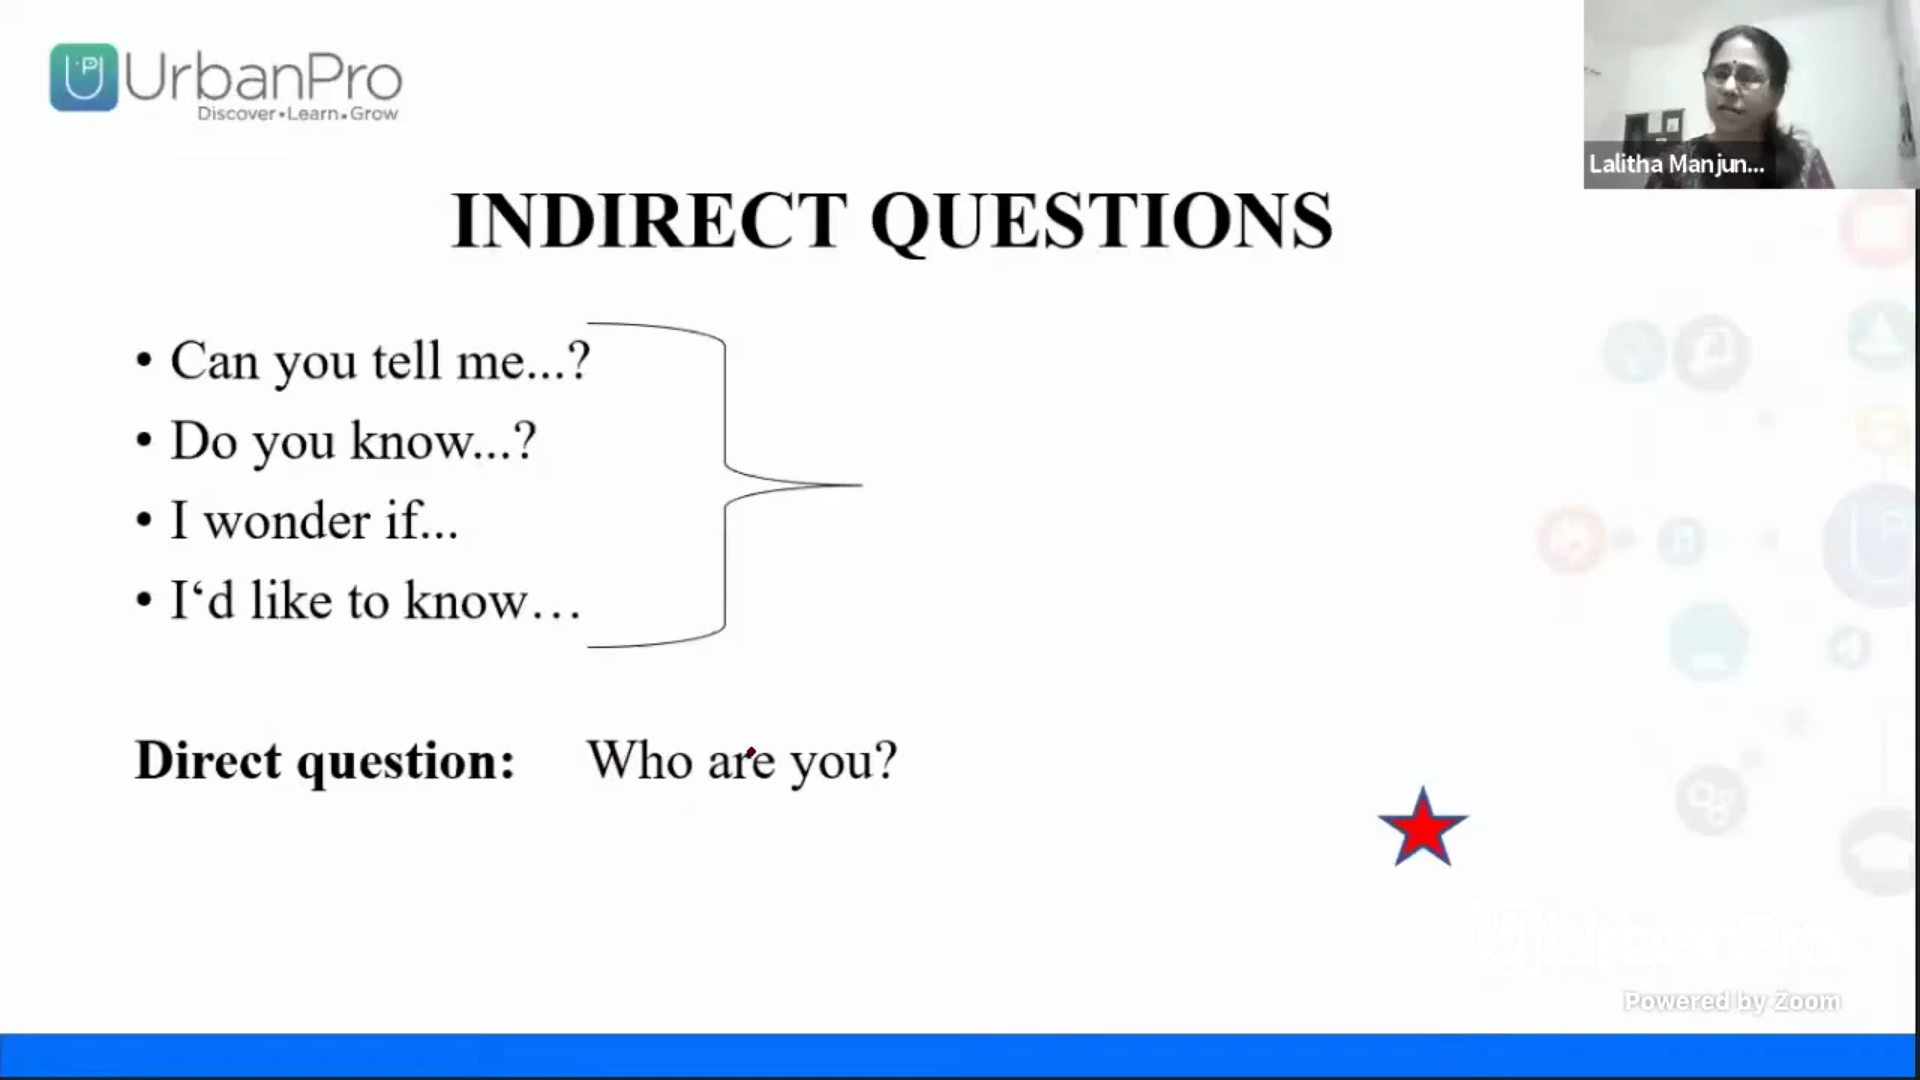 UrbanPro
Discover•Learn•Grow
Lalitha Manjun...
INDIRECT QUESTIONS
• Can you tell me...?
• Do you know...?
• I wonder if...
• I‘d like to know…
Direct question: Who are you?
UrbanPro
Powered by Zoom